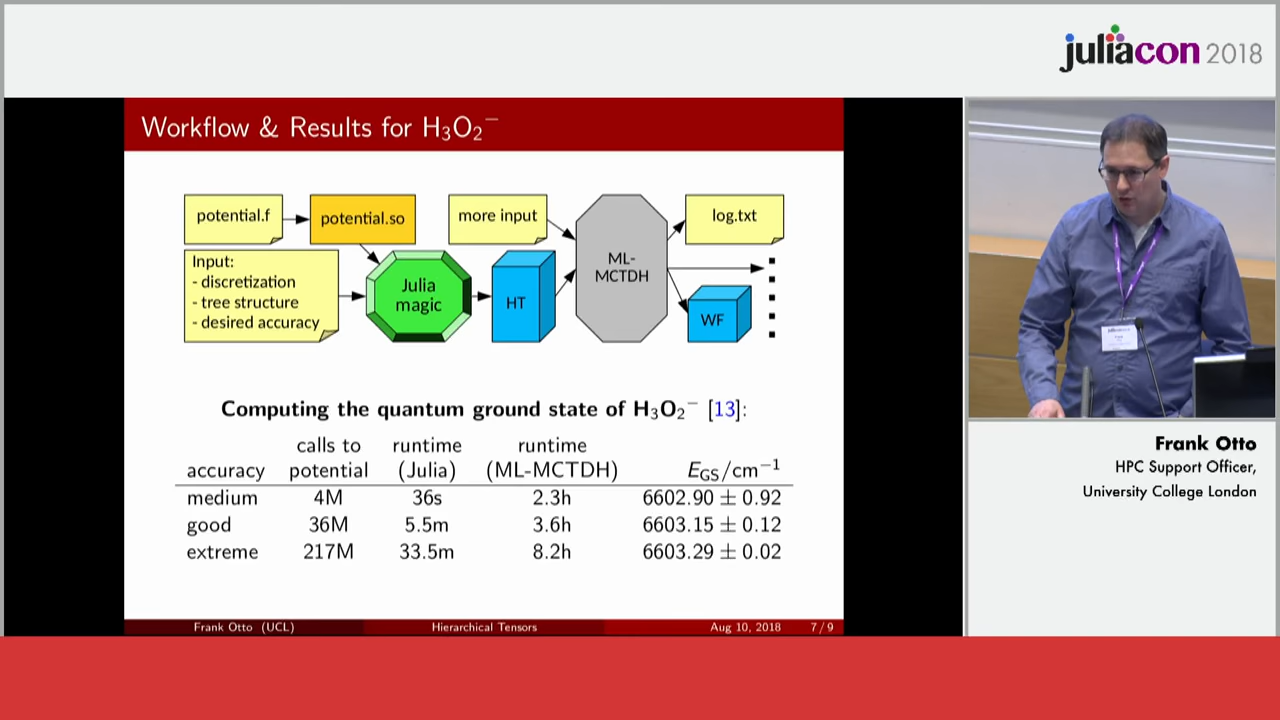 juliacon 2018
Workflow & Results for H₃O₂⁻
potential.f
potential.so
more input
log.txt
Input:
- discretization
- tree structure
- desired accuracy
Julia
magic
HT
ML-
MCTDH
WF
Computing the quantum ground state of H₃O₂⁻ [13]:
accuracy calls to potential runtime (Julia) runtime (ML-MCTDH) E_GS/cm⁻¹
medium 4M 36s 2.3h 6602.90 ± 0.92
good 36M 5.5m 3.6h 6603.15 ± 0.12
extreme 217M 33.5m 8.2h 6603.29 ± 0.02
Frank Otto (UCL) Hierarchical Tensors Aug 10, 2018 7 / 9
Frank Otto
HPC Support Officer,
University College London